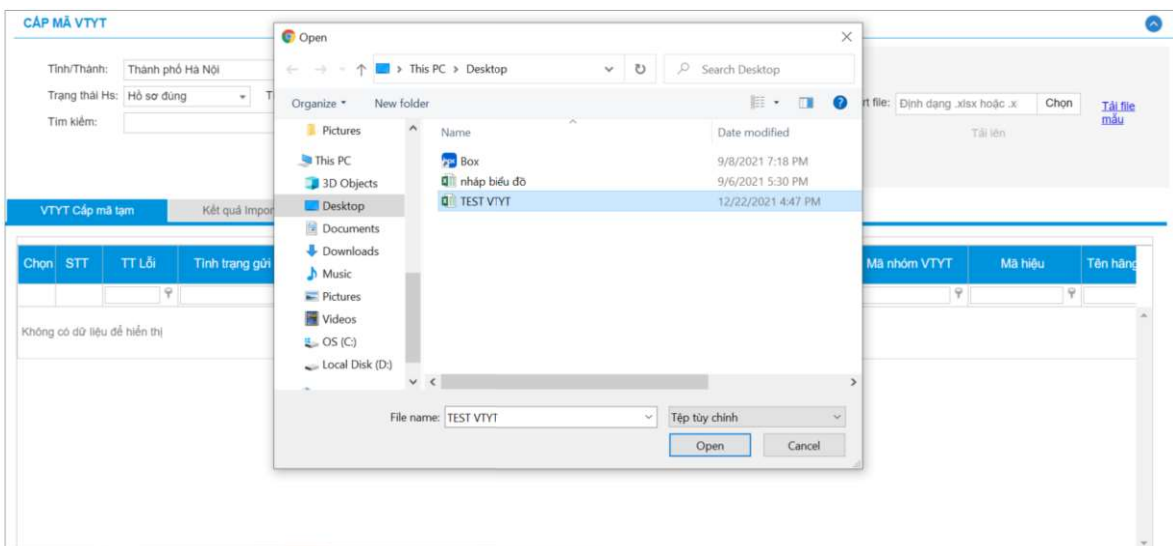 CẤP MÃ VTYT
Open
Tỉnh/Thành: Thành phố Hà Nội
This PC > Desktop
Search Desktop
Trạng thái Hs: Hồ sơ đúng T
Organize New folder
rt file: Định dạng .xlsx hoặc .x Chọn Tải file mẫu
Tìm kiếm:
Tải lên
Pictures
This PC
3D Objects
Desktop
Documents
Downloads
Music
Pictures
Videos
OS (C:)
Local Disk (D:)
Name Date modified
Box 9/8/2021 7:18 PM
nháp biểu đồ 9/6/2021 5:30 PM
TEST VTYT 12/22/2021 4:47 PM
VTYT Cấp mã tạm Kết quả Impor
Chọn STT TT Lỗi Tình trạng gửi Mã nhóm VTYT Mã hiệu Tên hãng
Không có dữ liệu để hiển thị
File name: TEST VTYT Tệp tùy chỉnh
Open Cancel